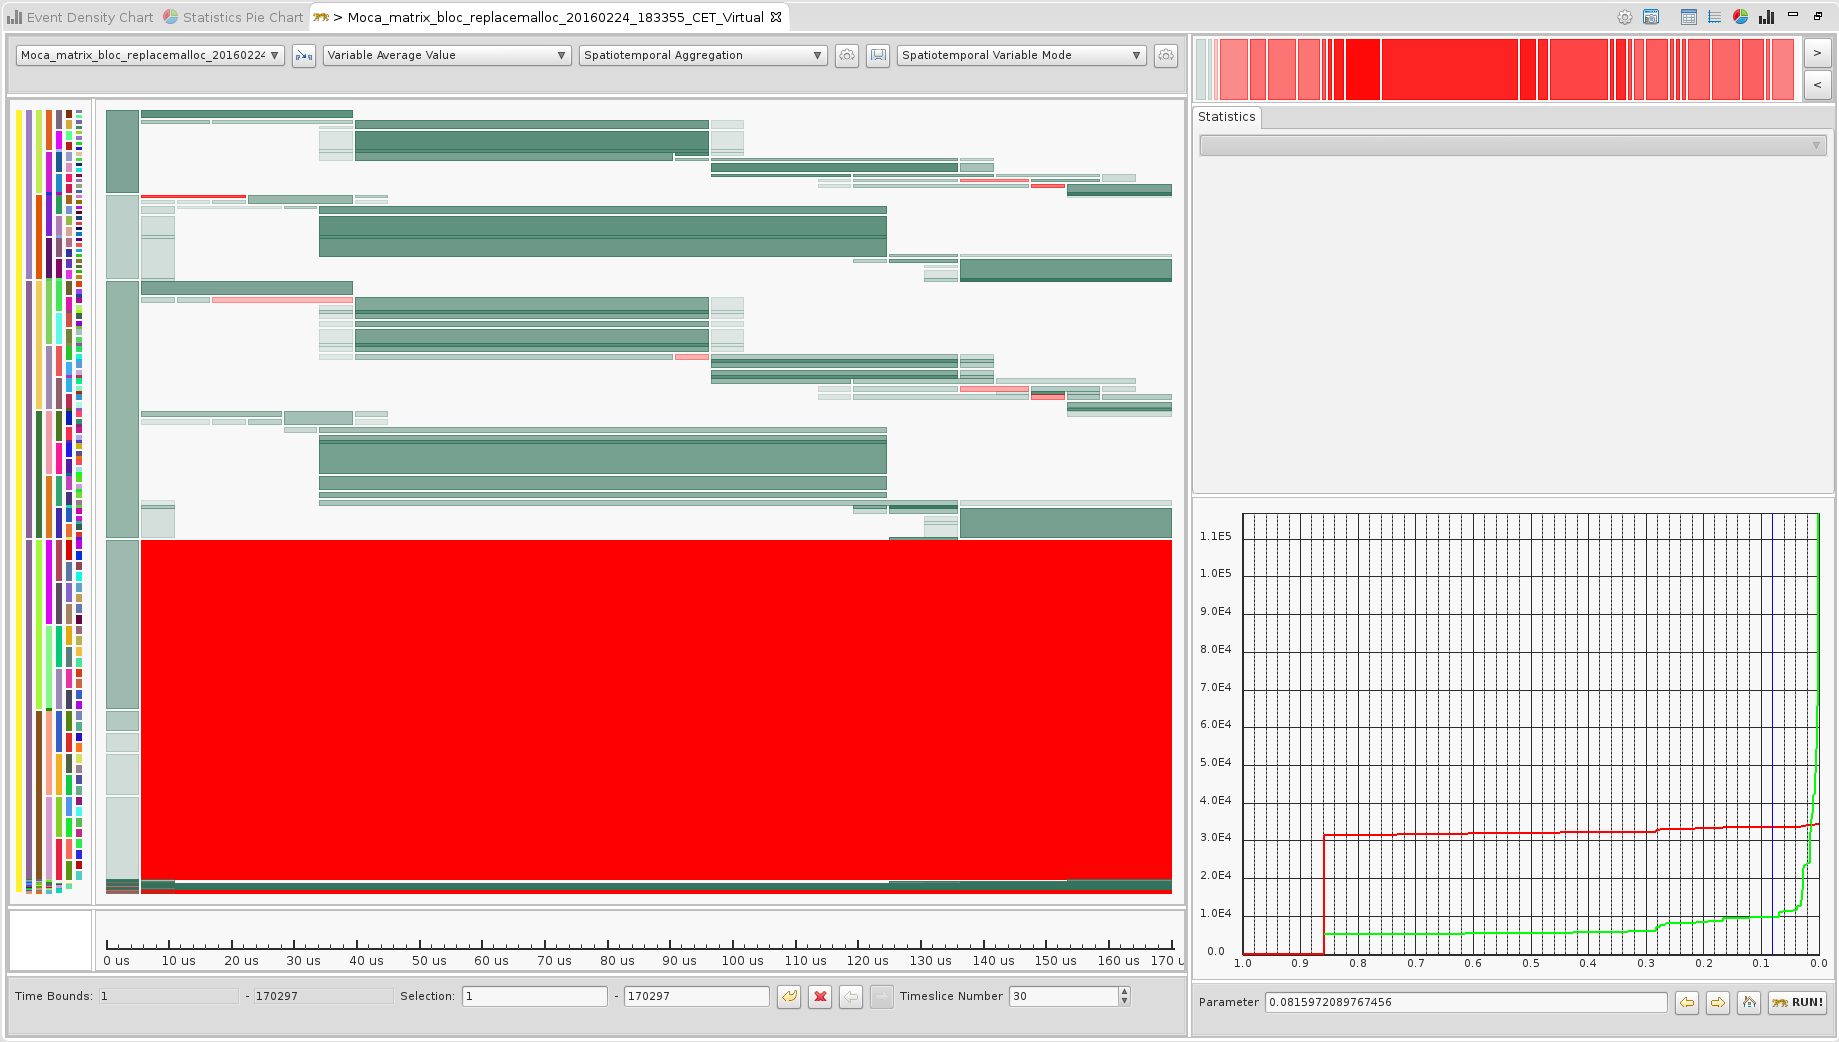 Event Density Chart
Statistics Pie Chart
> Moca_matrix_bloc_replacemalloc_20160224_183355_CET_Virtual
Moca_matrix_bloc_replacemalloc_20160224
Variable Average Value
Spatiotemporal Aggregation
Spatiotemporal Variable Mode
>
<
Statistics
1.1E5
1.0E5
9.0E4
8.0E4
7.0E4
6.0E4
5.0E4
4.0E4
3.0E4
2.0E4
1.0E4
0.0
1.0 0.9 0.8 0.7 0.6 0.5 0.4 0.3 0.2 0.1 0.0
0 us 10 us 20 us 30 us 40 us 50 us 60 us 70 us 80 us 90 us 100 us 110 us 120 us 130 us 140 us 150 us 160 us 170 u
Time Bounds: 1 - 170297 Selection: 1 - 170297 Timeslice Number 30
Parameter 0.0815972089767456 RUN!